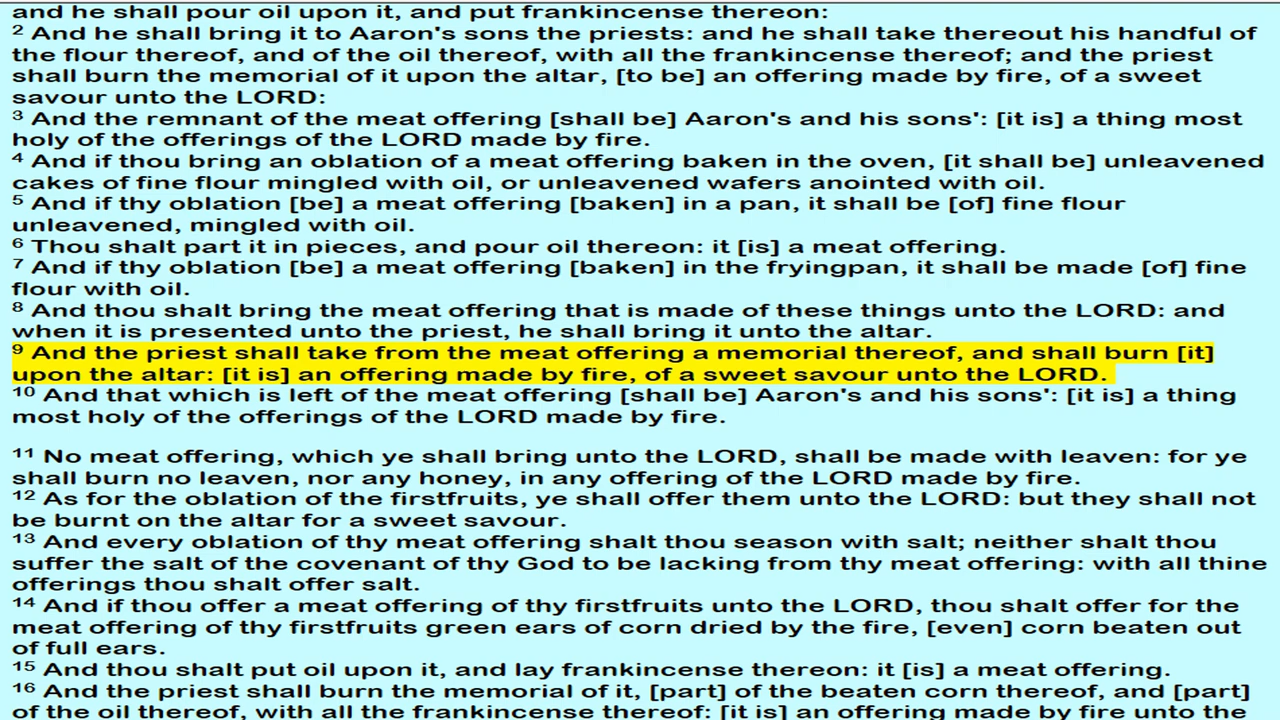 and he shall pour oil upon it, and put frankincense thereon:
2 And he shall bring it to Aaron's sons the priests: and he shall take thereout his handful of
the flour thereof, and of the oil thereof, with all the frankincense thereof; and the priest
shall burn the memorial of it upon the altar, [to be] an offering made by fire, of a sweet
savour unto the LORD:
3 And the remnant of the meat offering [shall be] Aaron's and his sons': [it is] a thing most
holy of the offerings of the LORD made by fire.
4 And if thou bring an oblation of a meat offering baken in the oven, [it shall be] unleavened
cakes of fine flour mingled with oil, or unleavened wafers anointed with oil.
5 And if thy oblation [be] a meat offering [baken] in a pan, it shall be [of] fine flour
unleavened, mingled with oil.
6 Thou shalt part it in pieces, and pour oil thereon: it [is] a meat offering.
7 And if thy oblation [be] a meat offering [baken] in the fryingpan, it shall be made [of] fine
flour with oil.
8 And thou shalt bring the meat offering that is made of these things unto the LORD: and
when it is presented unto the priest, he shall bring it unto the altar.
9 And the priest shall take from the meat offering a memorial thereof, and shall burn [it]
upon the altar: [it is] an offering made by fire, of a sweet savour unto the LORD.
10 And that which is left of the meat offering [shall be] Aaron's and his sons': [it is] a thing
most holy of the offerings of the LORD made by fire.
11 No meat offering, which ye shall bring unto the LORD, shall be made with leaven: for ye
shall burn no leaven, nor any honey, in any offering of the LORD made by fire.
12 As for the oblation of the firstfruits, ye shall offer them unto the LORD: but they shall not
be burnt on the altar for a sweet savour.
13 And every oblation of thy meat offering shalt thou season with salt; neither shalt thou
suffer the salt of the covenant of thy God to be lacking from thy meat offering: with all thine
offerings thou shalt offer salt.
14 And if thou offer a meat offering of thy firstfruits unto the LORD, thou shalt offer for the
meat offering of thy firstfruits green ears of corn dried by the fire, [even] corn beaten out
of full ears.
15 And thou shalt put oil upon it, and lay frankincense thereon: it [is] a meat offering.
16 And the priest shall burn the memorial of it, [part] of the beaten corn thereof, and [part]
of the oil thereof, with all the frankincense thereof: [it is] an offering made by fire unto the